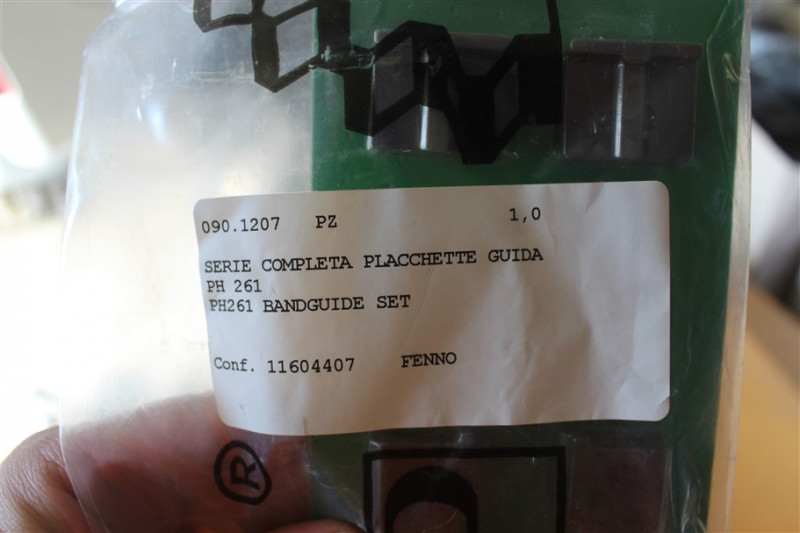 090.1207 PZ 1,0
SERIE COMPLETA PLACCHETTE GUIDA
PH 261
PH261 BANDGUIDE SET
Conf. 11604407 FENNO
®